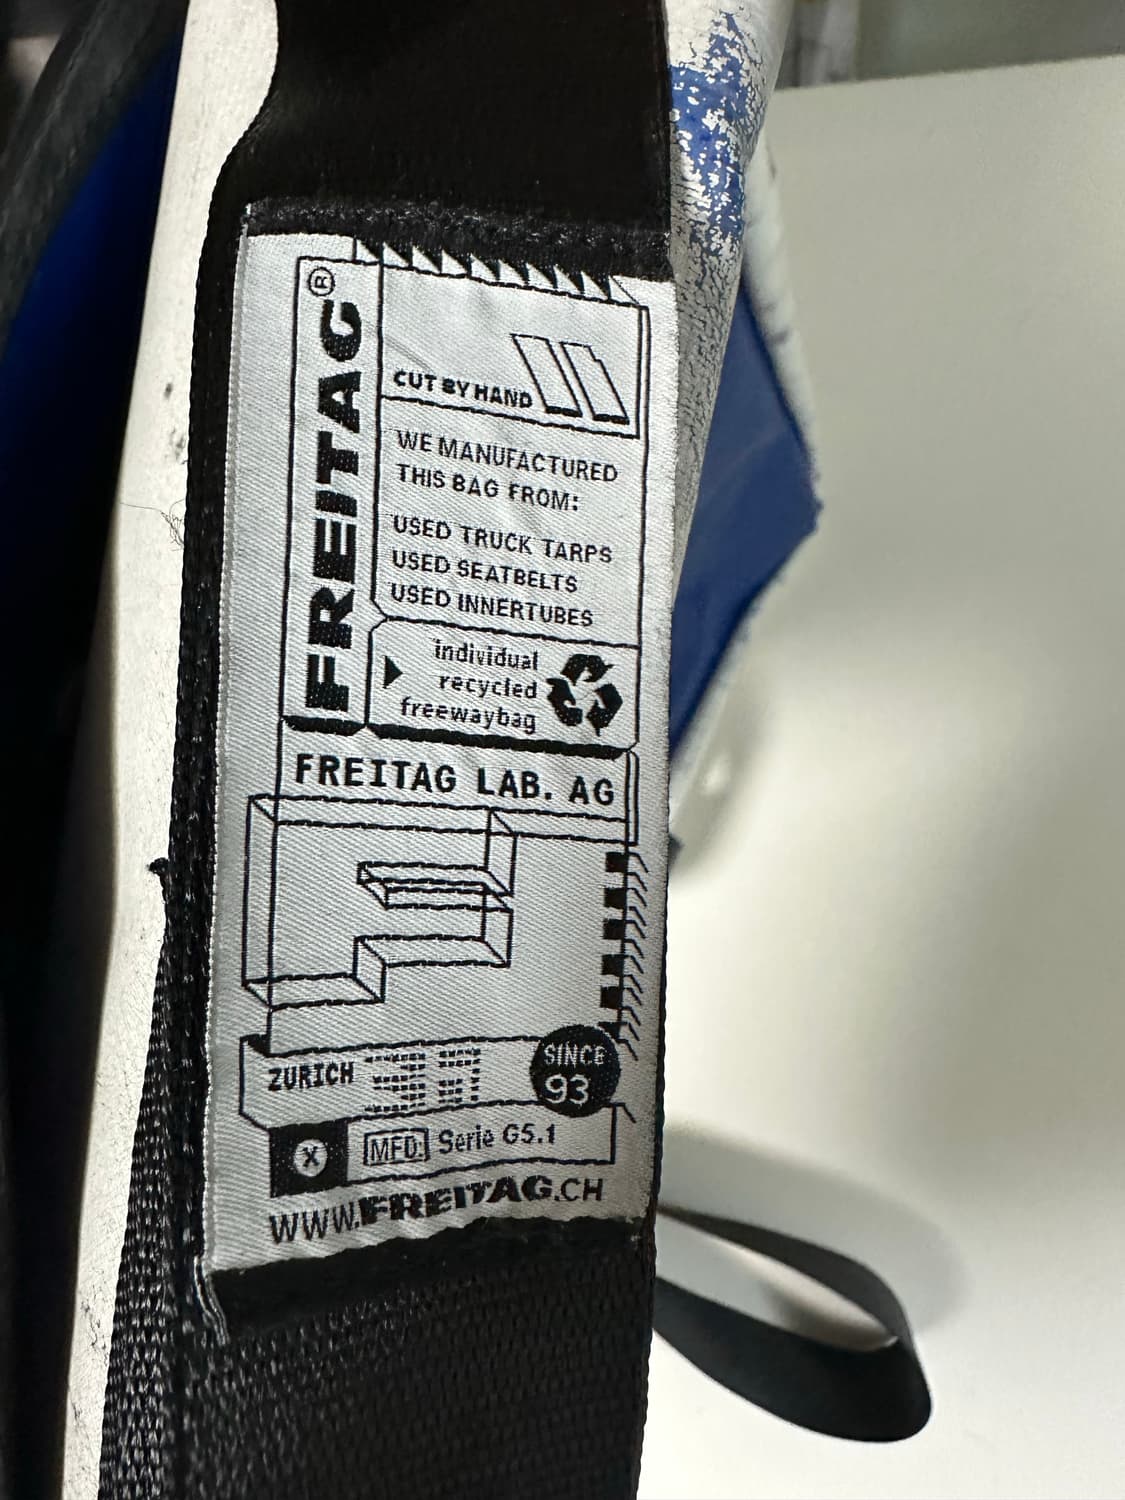 FREITAG®
CUT BY HAND
WE MANUFACTURED
THIS BAG FROM:
USED TRUCK TARPS
USED SEATBELTS
USED INNERTUBES
individual
recycled
freewaybag
FREITAG LAB. AG
ZURICH
SINCE
93
X MFD: Serie G5.1
WWW.FREITAG.CH